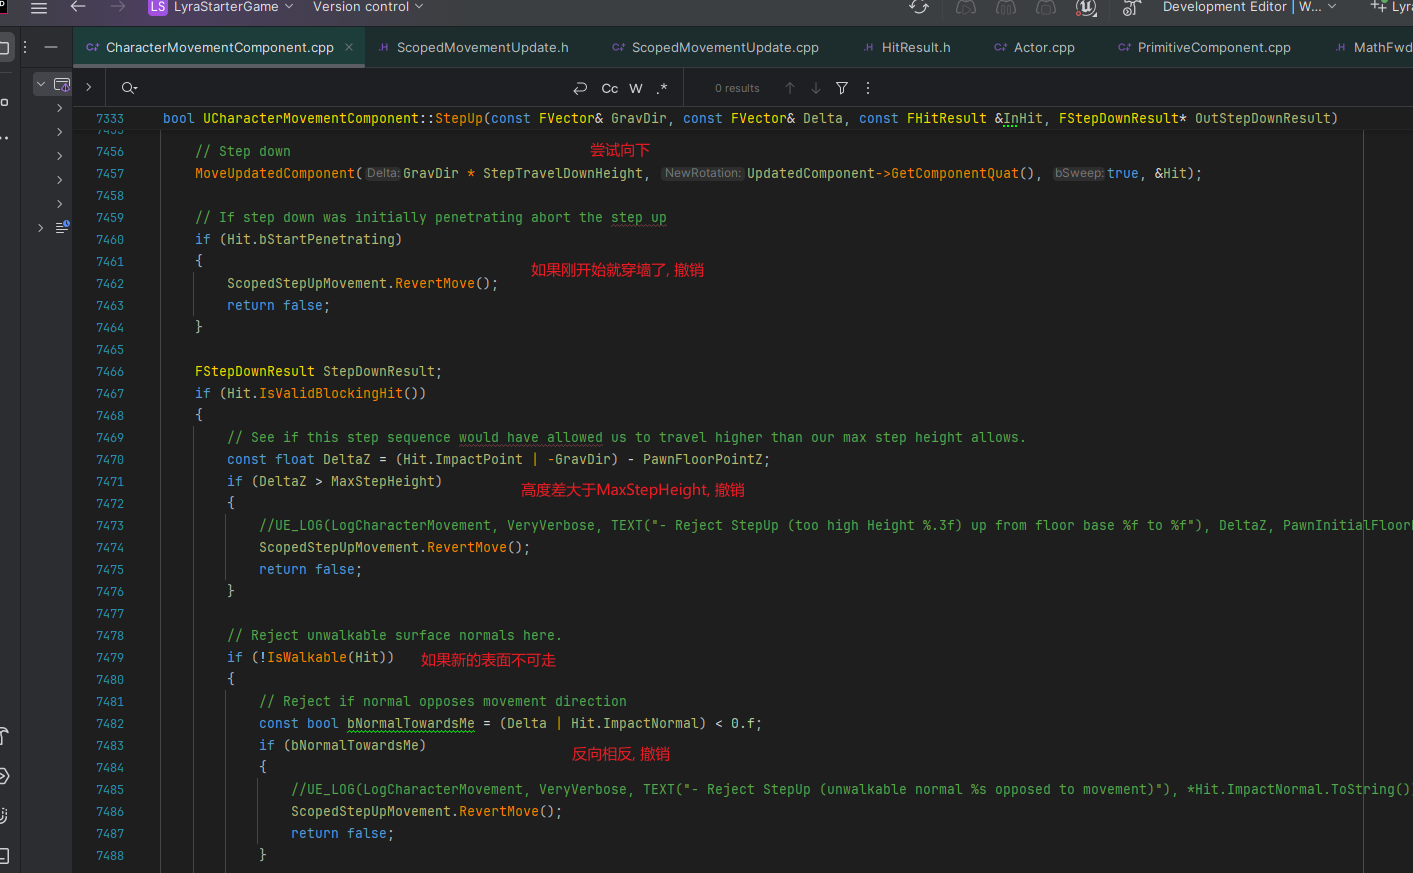 LS LyraStarterGame Version control Development Editor | W... Lyr
CharacterMovementComponent.cpp ScopedMovementUpdate.h ScopedMovementUpdate.cpp HitResult.h Actor.cpp PrimitiveComponent.cpp MathFwd
Cc W .* 0 results
7333 bool UCharacterMovementComponent::StepUp(const FVector& GravDir, const FVector& Delta, const FHitResult &InHit, FStepDownResult* OutStepDownResult)
7456 // Step down 尝试向下
7457 MoveUpdatedComponent(Delta:GravDir * StepTravelDownHeight, NewRotation:UpdatedComponent->GetComponentQuat(), bSweep:true, &Hit);
7458
7459 // If step down was initially penetrating abort the step up
7460 if (Hit.bStartPenetrating)
7461 { 如果刚开始就穿墙了, 撤销
7462 ScopedStepUpMovement.RevertMove();
7463 return false;
7464 }
7465
7466 FStepDownResult StepDownResult;
7467 if (Hit.IsValidBlockingHit())
7468 {
7469 // See if this step sequence would have allowed us to travel higher than our max step height allows.
7470 const float DeltaZ = (Hit.ImpactPoint | -GravDir) - PawnFloorPointZ;
7471 if (DeltaZ > MaxStepHeight) 高度差大于MaxStepHeight, 撤销
7472 {
7473 //UE_LOG(LogCharacterMovement, VeryVerbose, TEXT("- Reject StepUp (too high Height %.3f) up from floor base %f to %f"), DeltaZ, PawnInitialFloor
7474 ScopedStepUpMovement.RevertMove();
7475 return false;
7476 }
7477
7478 // Reject unwalkable surface normals here.
7479 if (!IsWalkable(Hit)) 如果新的表面不可走
7480 {
7481 // Reject if normal opposes movement direction
7482 const bool bNormalTowardsMe = (Delta | Hit.ImpactNormal) < 0.f;
7483 if (bNormalTowardsMe) 反向相反, 撤销
7484 {
7485 //UE_LOG(LogCharacterMovement, VeryVerbose, TEXT("- Reject StepUp (unwalkable normal %s opposed to movement)"), *Hit.ImpactNormal.ToString()
7486 ScopedStepUpMovement.RevertMove();
7487 return false;
7488 }